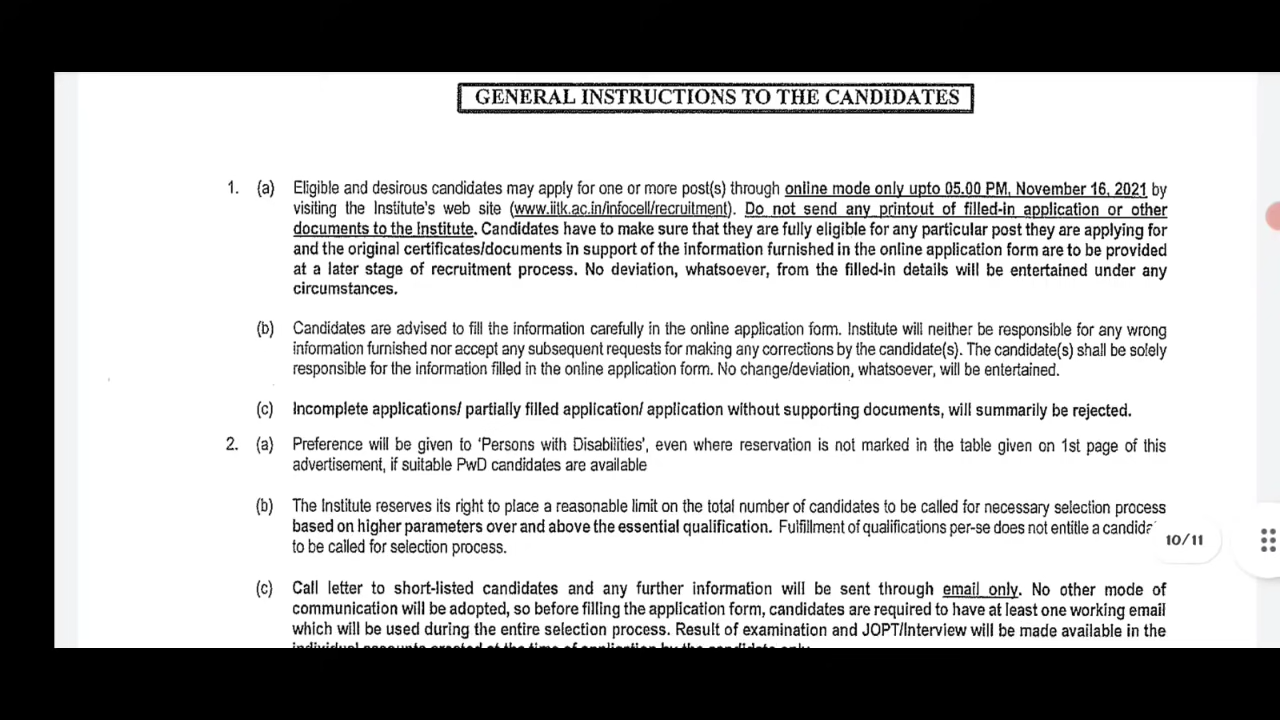 GENERAL INSTRUCTIONS TO THE CANDIDATES
1. (a) Eligible and desirous candidates may apply for one or more post(s) through online mode only upto 05.00 PM, November 16, 2021 by
visiting the Institute's web site (www.iitk.ac.in/infocell/recruitment). Do not send any printout of filled-in application or other
documents to the Institute. Candidates have to make sure that they are fully eligible for any particular post they are applying for
and the original certificates/documents in support of the information furnished in the online application form are to be provided
at a later stage of recruitment process. No deviation, whatsoever, from the filled-in details will be entertained under any
circumstances.
(b) Candidates are advised to fill the information carefully in the online application form. Institute will neither be responsible for any wrong
information furnished nor accept any subsequent requests for making any corrections by the candidate(s). The candidate(s) shall be solely
responsible for the information filled in the online application form. No change/deviation, whatsoever, will be entertained.
(c) Incomplete applications/ partially filled application/ application without supporting documents, will summarily be rejected.
2. (a) Preference will be given to 'Persons with Disabilities', even where reservation is not marked in the table given on 1st page of this
advertisement, if suitable PwD candidates are available
(b) The Institute reserves its right to place a reasonable limit on the total number of candidates to be called for necessary selection process
based on higher parameters over and above the essential qualification. Fulfillment of qualifications per-se does not entitle a candida
to be called for selection process.
10/11
(c) Call letter to short-listed candidates and any further information will be sent through email only. No other mode of
communication will be adopted, so before filling the application form, candidates are required to have at least one working email
which will be used during the entire selection process. Result of examination and JOPT/Interview will be made available in the
individual accounts created at the time of application by the candidate only.